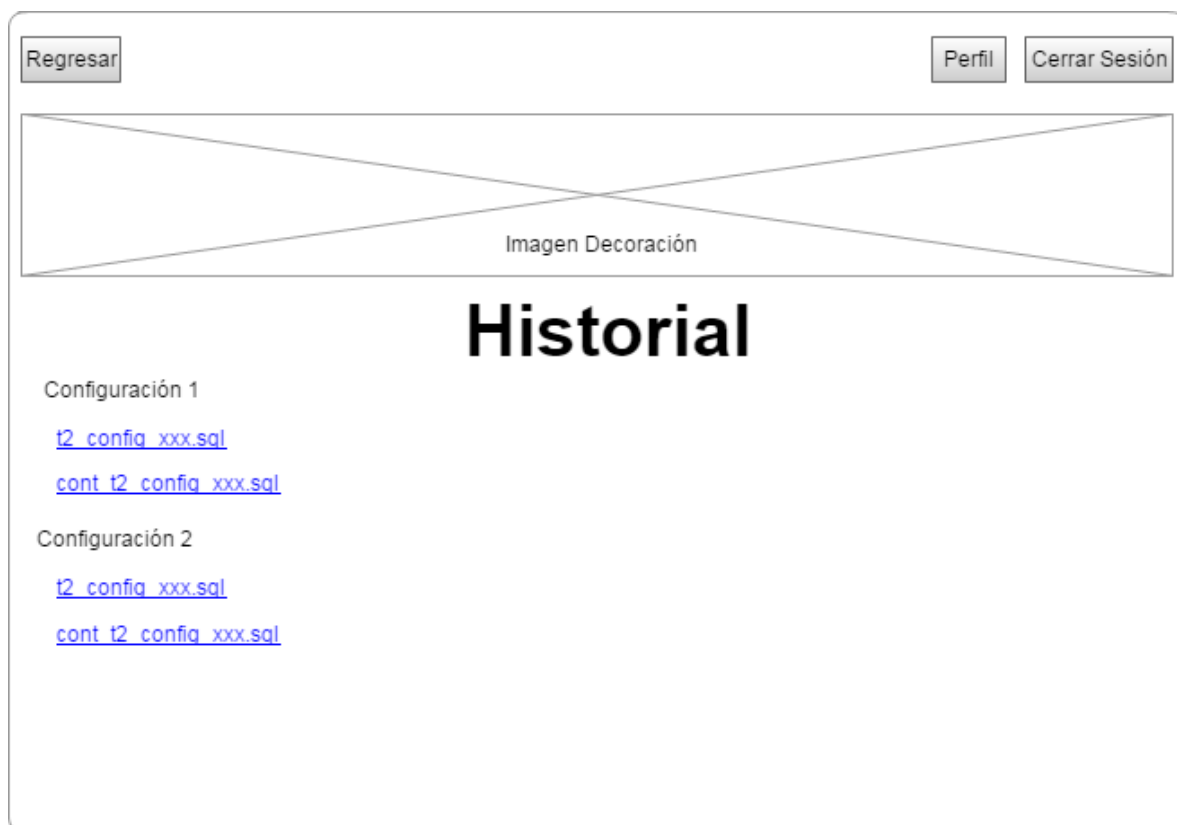 Regresar
Perfil
Cerrar Sesión
Imagen Decoración
Historial
Configuración 1
t2_config_xxx.sql
cont_t2_config_xxx.sql
Configuración 2
t2_config_xxx.sql
cont_t2_config_xxx.sql